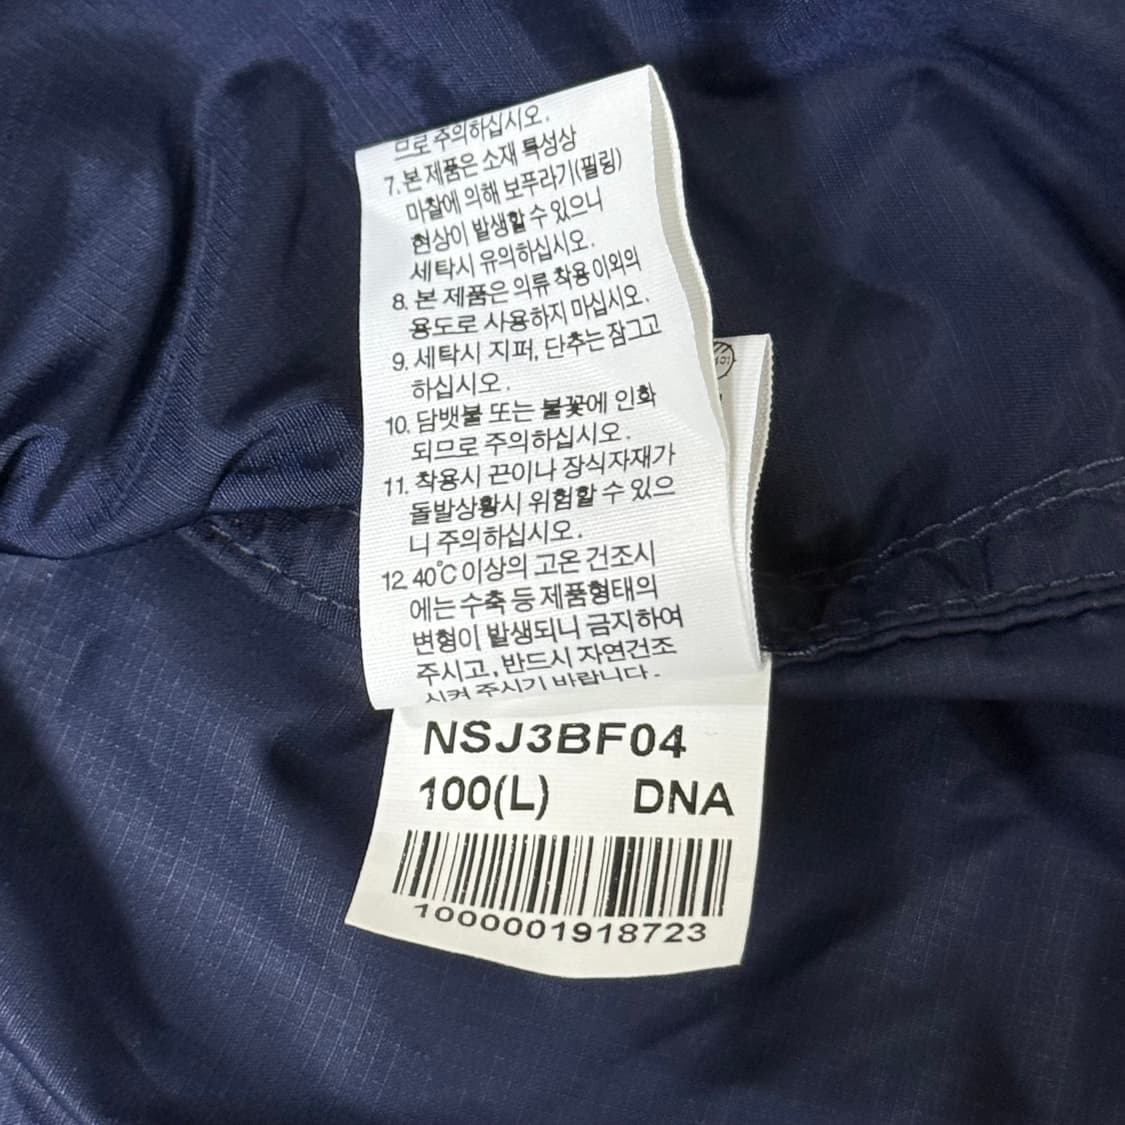 므로 주의하십시오.
7. 본 제품은 소재 특성상
마찰에 의해 보푸라기(필링)
현상이 발생할 수 있으니
세탁시 유의하십시오.
8. 본 제품은 의류 착용 이외의
용도로 사용하지 마십시오.
9. 세탁시 지퍼, 단추는 잠그고
하십시오.
10. 담뱃불 또는 불꽃에 인화
되므로 주의하십시오.
11. 착용시 끈이나 장식자재가
돌발상황시 위험할 수 있으
니 주의하십시오.
12. 40℃ 이상의 고온 건조시
에는 수축 등 제품형태의
변형이 발생되니 금지하여
주시고, 반드시 자연건조
시켜 주시기 바랍니다.
NSJ3BF04
100(L) DNA
1000001918723